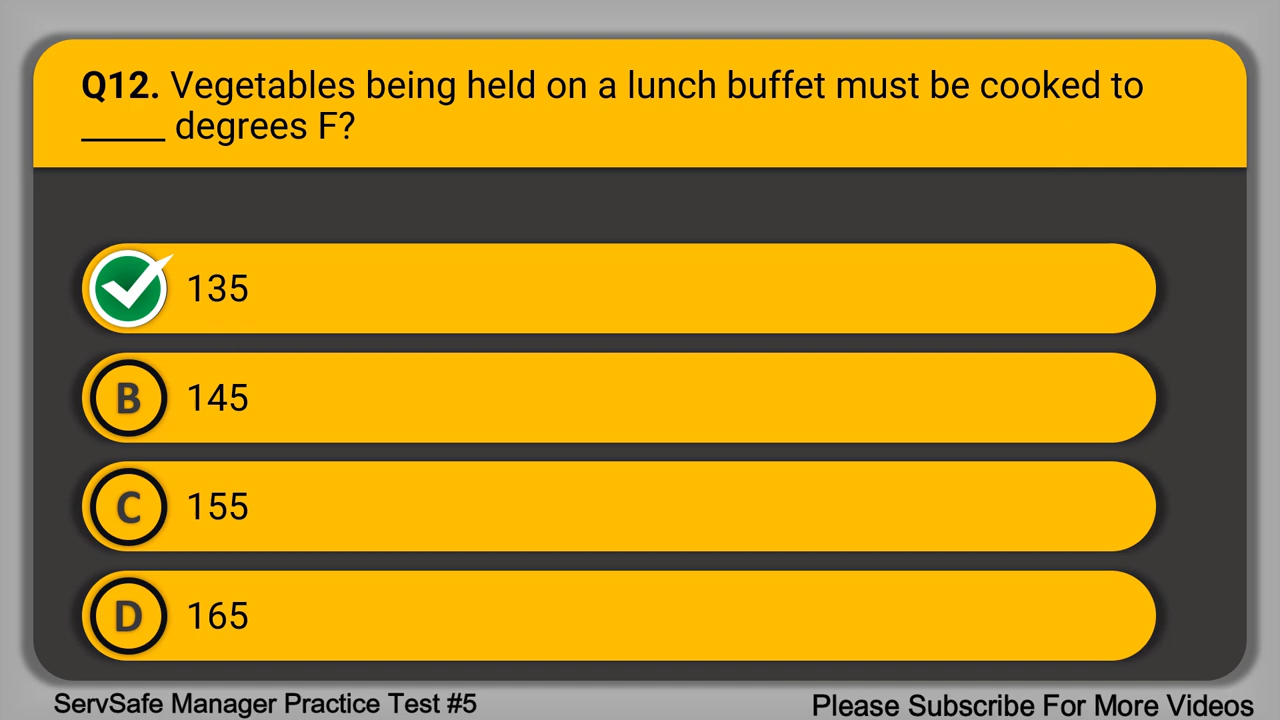 Q12. Vegetables being held on a lunch buffet must be cooked to
_____ degrees F?
135
B 145
C 155
D 165
ServSafe Manager Practice Test #5
Please Subscribe For More Videos